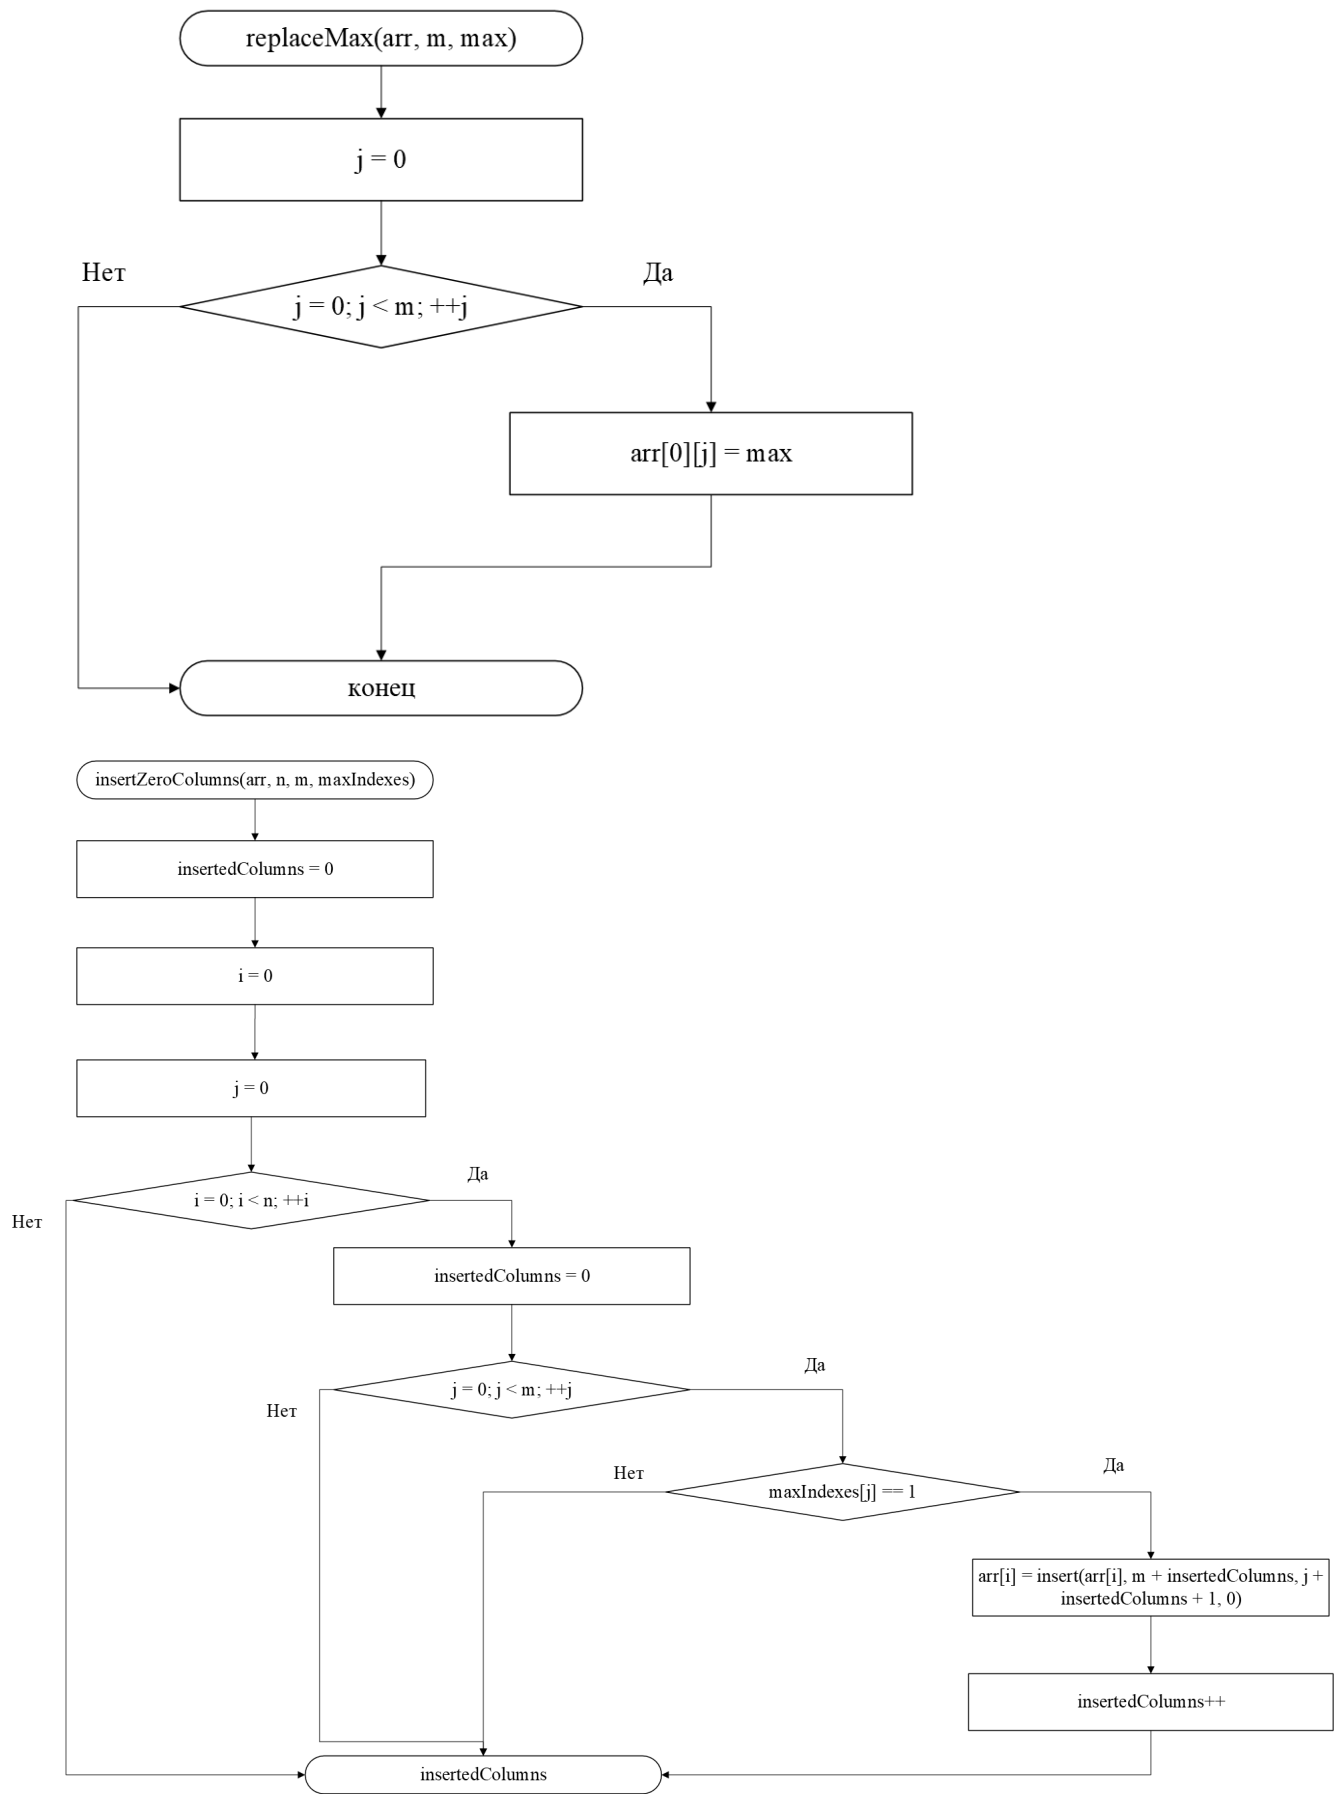 replaceMax(arr, m, max)
j = 0
Нет
Да
j = 0; j < m; ++j
arr[0][j] = max
конец
insertZeroColumns(arr, n, m, maxIndexes)
insertedColumns = 0
i = 0
j = 0
Да
i = 0; i < n; ++i
Нет
insertedColumns = 0
Да
j = 0; j < m; ++j
Нет
Нет
Да
maxIndexes[j] == 1
arr[i] = insert(arr[i], m + insertedColumns, j +
insertedColumns + 1, 0)
insertedColumns++
insertedColumns